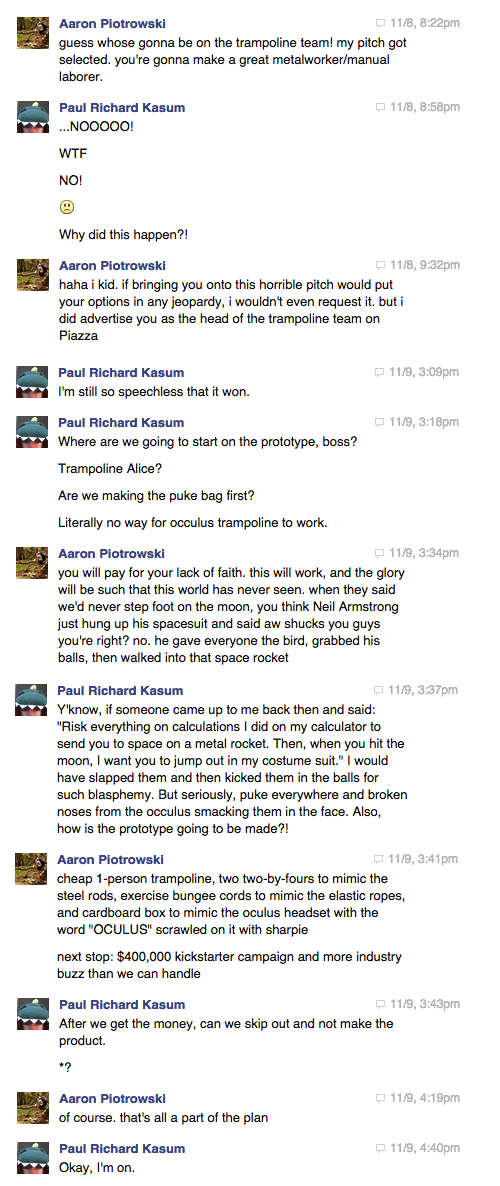 Aaron Piotrowski 11/8, 8:22pm
guess whose gonna be on the trampoline team! my pitch got
selected. you're gonna make a great metalworker/manual
laborer.
Paul Richard Kasum 11/8, 8:58pm
...NOOOOO!
WTF
NO!
Why did this happen?!
Aaron Piotrowski 11/8, 9:32pm
haha i kid. if bringing you onto this horrible pitch would put
your options in any jeopardy, i wouldn't even request it. but i
did advertise you as the head of the trampoline team on
Piazza
Paul Richard Kasum 11/9, 3:09pm
I'm still so speechless that it won.
Paul Richard Kasum 11/9, 3:18pm
Where are we going to start on the prototype, boss?
Trampoline Alice?
Are we making the puke bag first?
Literally no way for occulus trampoline to work.
Aaron Piotrowski 11/9, 3:34pm
you will pay for your lack of faith. this will work, and the glory
will be such that this world has never seen. when they said
we'd never step foot on the moon, you think Neil Armstrong
just hung up his spacesuit and said aw shucks you guys
you're right? no. he gave everyone the bird, grabbed his
balls, then walked into that space rocket
Paul Richard Kasum 11/9, 3:37pm
Y'know, if someone came up to me back then and said:
"Risk everything on calculations I did on my calculator to
send you to space on a metal rocket. Then, when you hit the
moon, I want you to jump out in my costume suit." I would
have slapped them and then kicked them in the balls for
such blasphemy. But seriously, puke everywhere and broken
noses from the occulus smacking them in the face. Also,
how is the prototype going to be made?!
Aaron Piotrowski 11/9, 3:41pm
cheap 1-person trampoline, two two-by-fours to mimic the
steel rods, exercise bungee cords to mimic the elastic ropes,
and cardboard box to mimic the oculus headset with the
word "OCULUS" scrawled on it with sharpie
next stop: $400,000 kickstarter campaign and more industry
buzz than we can handle
Paul Richard Kasum 11/9, 3:43pm
After we get the money, can we skip out and not make the
product.
*?
Aaron Piotrowski 11/9, 4:19pm
of course. that's all a part of the plan
Paul Richard Kasum 11/9, 4:40pm
Okay, I'm on.